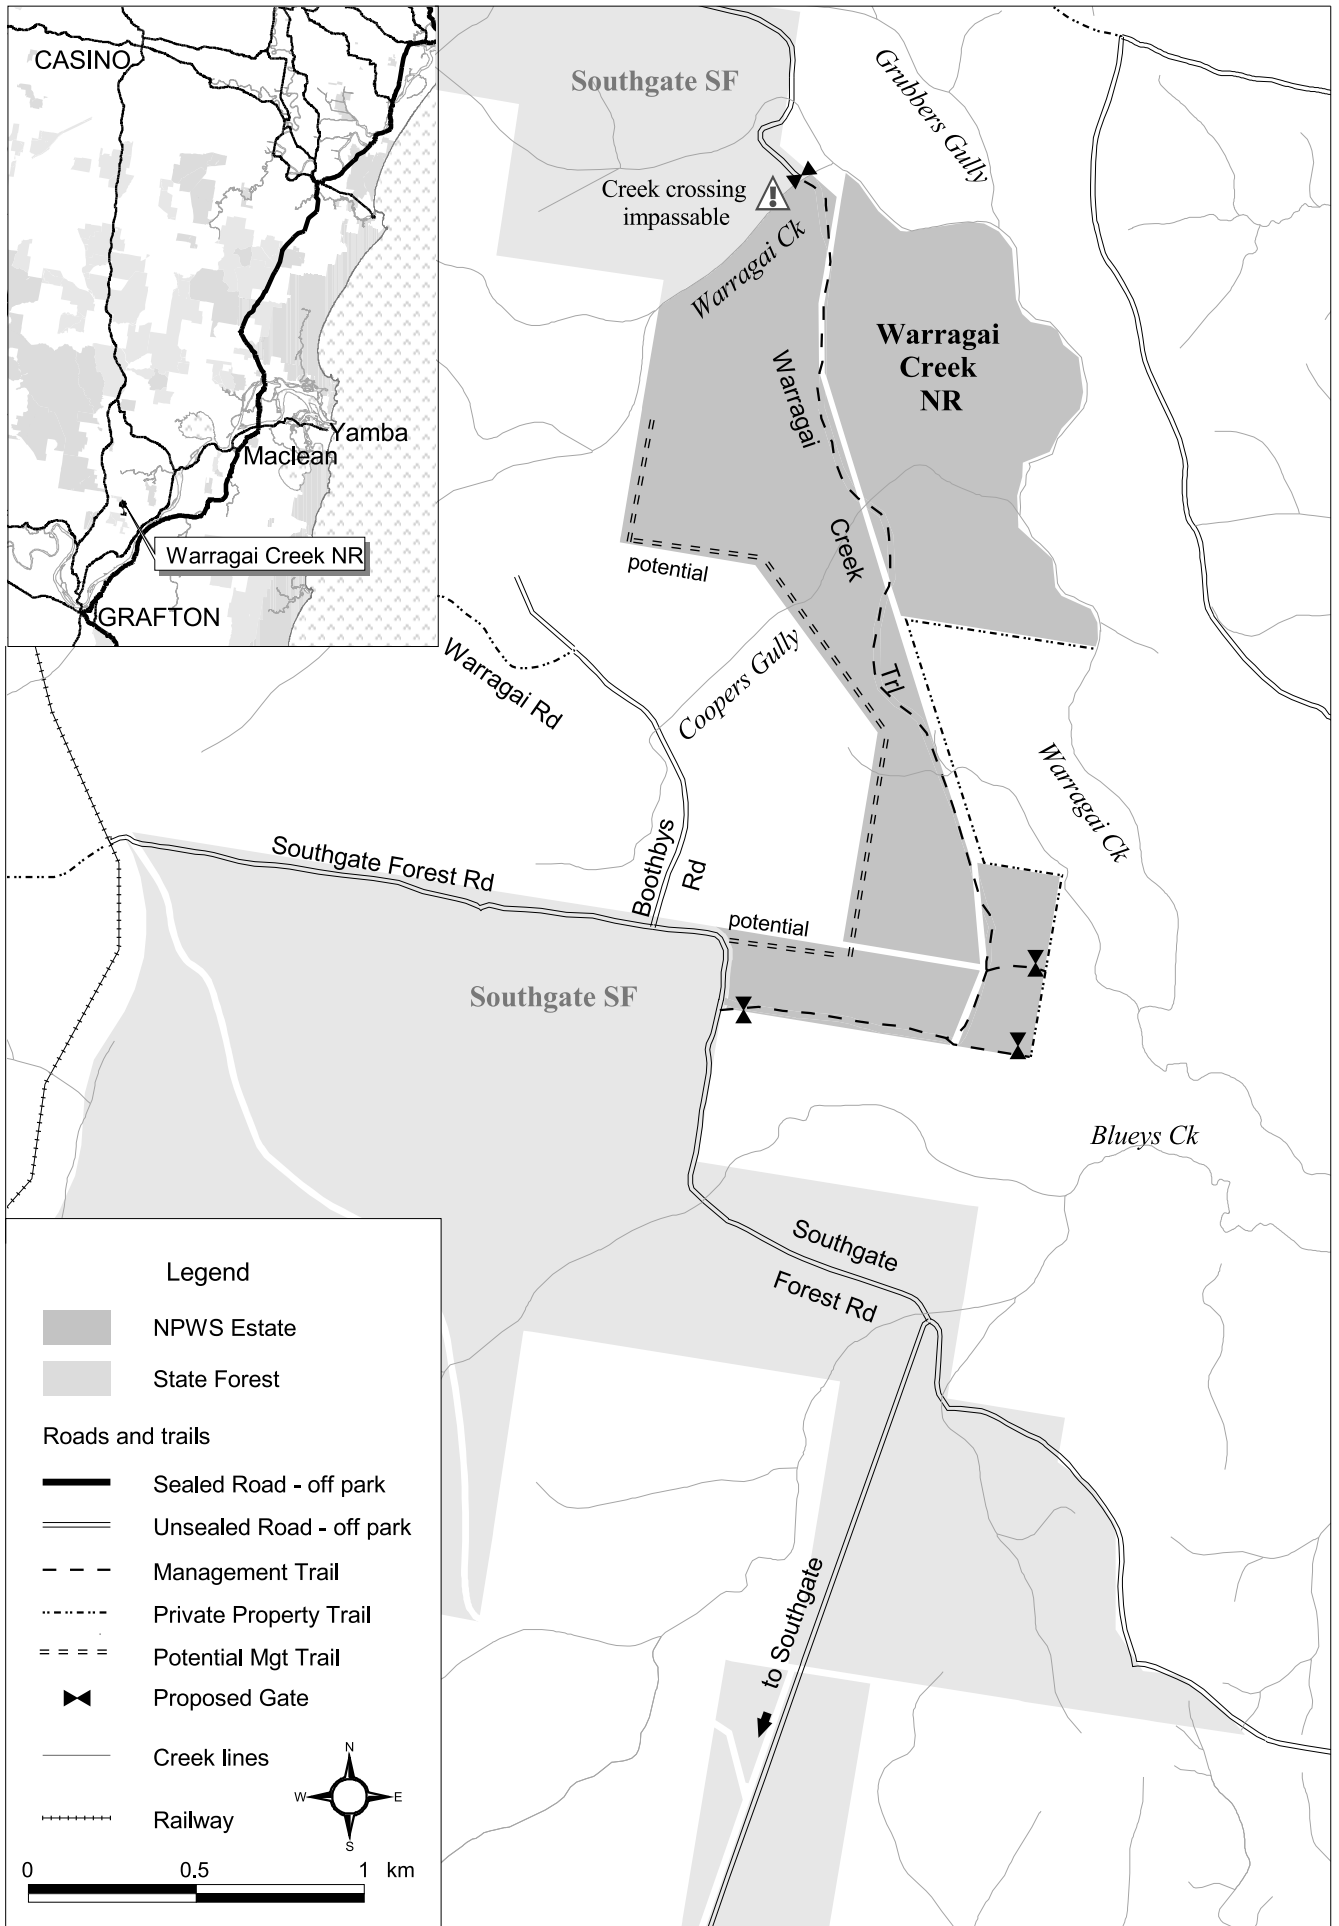 CASINO
Yamba
Maclean
Warragai Creek NR
GRAFTON
Southgate SF
Grubbers Gully
Creek crossing
impassable
Warragai Ck
Warragai
Creek
NR
Warragai
Creek
Trl
potential
Coopers Gully
Warragai Rd
Warragai Ck
Southgate Forest Rd
Boothbys
Rd
potential
Southgate SF
Blueys Ck
Southgate
Forest Rd
to Southgate
Legend
NPWS Estate
State Forest
Roads and trails
Sealed Road - off park
Unsealed Road - off park
Management Trail
Private Property Trail
Potential Mgt Trail
Proposed Gate
Creek lines
Railway
N
W
E
S
0 0.5 1 km